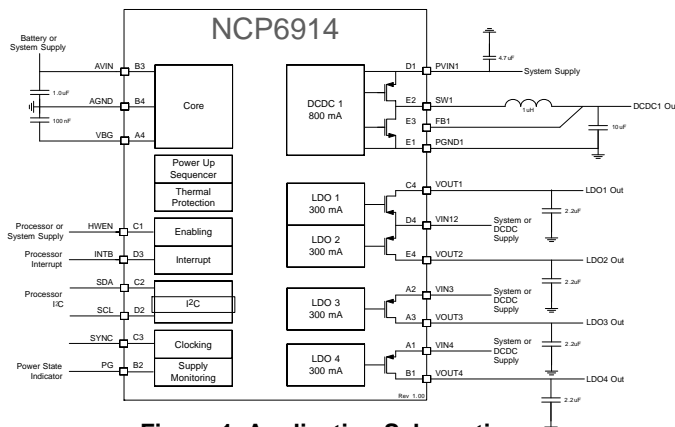 NCP6914
Battery or
System Supply
AVIN B3
1.0uF
AGND B4
100 nF
VBG A4
Core
Power Up
Sequencer
Thermal
Protection
Processor or
System Supply
HWEN C1
Enabling
Processor
Interrupt
INTB D3
Interrupt
SDA C2
Processor
I2C
I2C
SCL D2
SYNC C3
Clocking
Power State
Indicator
PG B2
Supply
Monitoring
DCDC 1
800 mA
D1 PVIN1
4.7uF
System Supply
E2 SW1
1uH
DCDC1 Ou
E3 FB1
10uF
E1 PGND1
LDO 1
300 mA
C4 VOUT1
LDO1 Out
2.2uF
D4 VIN12
System or
DCDC
Supply
LDO 2
300 mA
E4 VOUT2
LDO2 Out
2.2uF
LDO 3
300 mA
A2 VIN3
System or
DCDC
Supply
A3 VOUT3
LDO3 Out
2.2uF
LDO 4
300 mA
A1 VIN4
System or
DCDC
Supply
B1 VOUT4
LDO4 Out
2.2uF
Rev 1.00